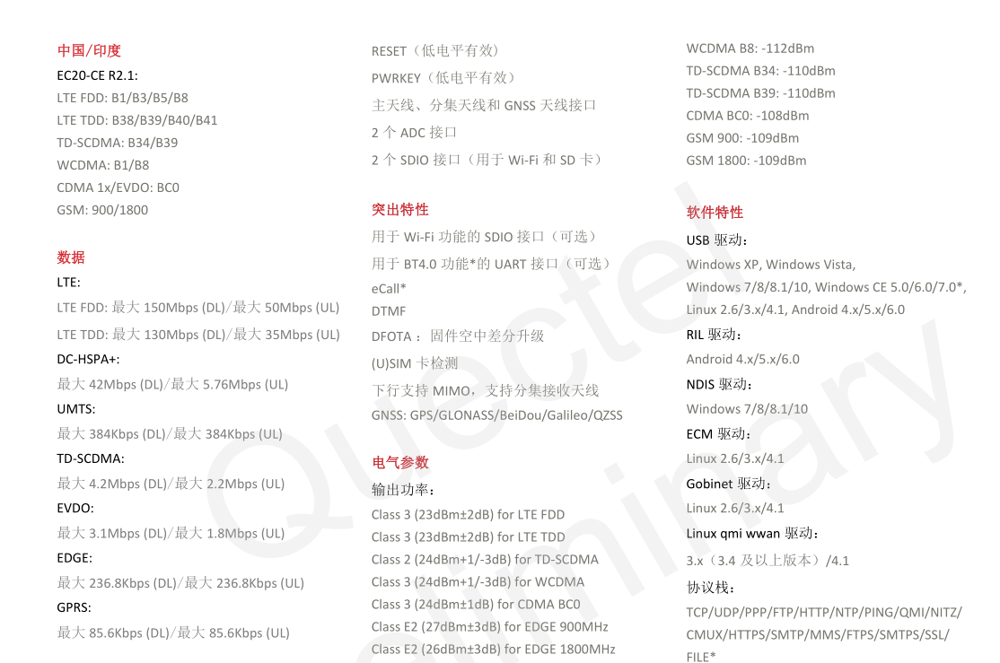 中国/印度
EC20-CE R2.1:
LTE FDD: B1/B3/B5/B8
LTE TDD: B38/B39/B40/B41
TD-SCDMA: B34/B39
WCDMA: B1/B8
CDMA 1x/EVDO: BC0
GSM: 900/1800
数据
LTE:
LTE FDD: 最大 150Mbps (DL)/最大 50Mbps (UL)
LTE TDD: 最大 130Mbps (DL)/最大 35Mbps (UL)
DC-HSPA+:
最大 42Mbps (DL)/最大 5.76Mbps (UL)
UMTS:
最大 384Kbps (DL)/最大 384Kbps (UL)
TD-SCDMA:
最大 4.2Mbps (DL)/最大 2.2Mbps (UL)
EVDO:
最大 3.1Mbps (DL)/最大 1.8Mbps (UL)
EDGE:
最大 236.8Kbps (DL)/最大 236.8Kbps (UL)
GPRS:
最大 85.6Kbps (DL)/最大 85.6Kbps (UL)
RESET（低电平有效）
PWRKEY（低电平有效）
主天线、分集天线和 GNSS 天线接口
2 个 ADC 接口
2 个 SDIO 接口（用于 Wi-Fi 和 SD 卡）
突出特性
用于 Wi-Fi 功能的 SDIO 接口（可选）
用于 BT4.0 功能*的 UART 接口（可选）
eCall*
DTMF
DFOTA ：固件空中差分升级
(U)SIM 卡检测
下行支持 MIMO，支持分集接收天线
GNSS: GPS/GLONASS/BeiDou/Galileo/QZSS
电气参数
输出功率：
Class 3 (23dBm±2dB) for LTE FDD
Class 3 (23dBm±2dB) for LTE TDD
Class 2 (24dBm+1/-3dB) for TD-SCDMA
Class 3 (24dBm+1/-3dB) for WCDMA
Class 3 (24dBm±1dB) for CDMA BC0
Class E2 (27dBm±3dB) for EDGE 900MHz
Class E2 (26dBm±3dB) for EDGE 1800MHz
WCDMA B8: -112dBm
TD-SCDMA B34: -110dBm
TD-SCDMA B39: -110dBm
CDMA BC0: -108dBm
GSM 900: -109dBm
GSM 1800: -109dBm
软件特性
USB 驱动：
Windows XP, Windows Vista,
Windows 7/8/8.1/10, Windows CE 5.0/6.0/7.0*,
Linux 2.6/3.x/4.1, Android 4.x/5.x/6.0
RIL 驱动：
Android 4.x/5.x/6.0
NDIS 驱动：
Windows 7/8/8.1/10
ECM 驱动：
Linux 2.6/3.x/4.1
Gobinet 驱动：
Linux 2.6/3.x/4.1
Linux qmi wwan 驱动：
3.x（3.4 及以上版本）/4.1
协议栈：
TCP/UDP/PPP/FTP/HTTP/NTP/PING/QMI/NITZ/
CMUX/HTTPS/SMTP/MMS/FTPS/SMTPS/SSL/
FILE*
Quectel